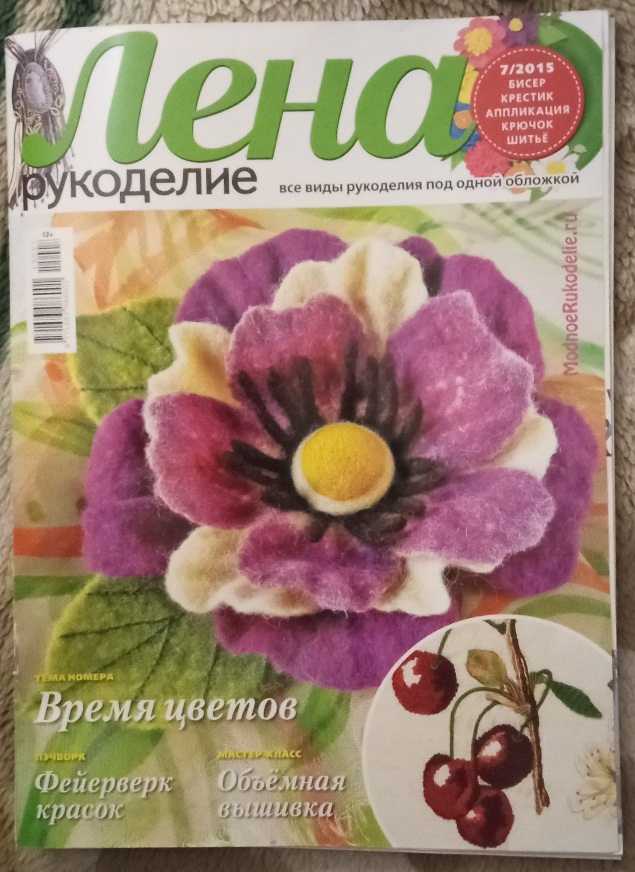 Лена
рукоделие
все виды рукоделия под одной обложкой
7/2015
БИСЕР
КРЕСТИК
АППЛИКАЦИЯ
КРЮЧОК
ШИТЬЁ
12+
ModnoeRukodelie.ru
ТЕМА НОМЕРА
Время цветов
ПЭЧВОРК
Фейерверк
красок
МАСТЕР-КЛАСС
Объёмная
вышивка